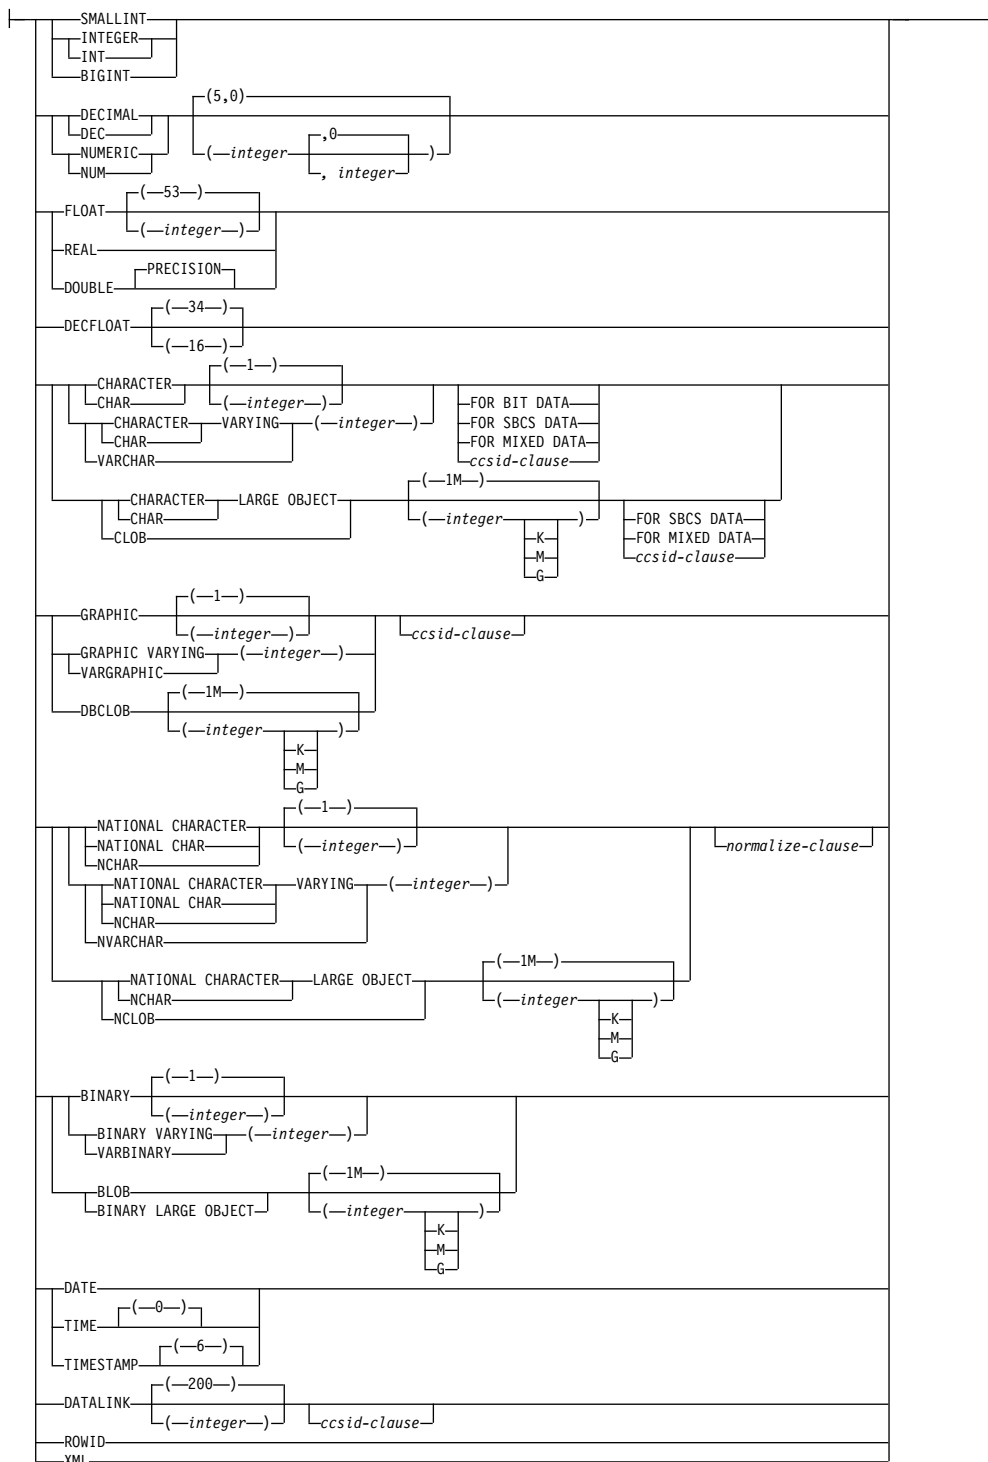 SMALLINT
INTEGER
INT
BIGINT
(5,0)
DECIMAL
DEC
,0
NUMERIC
( integer )
NUM
, integer
( 53 )
FLOAT
( integer )
REAL
PRECISION
DOUBLE
( 34 )
DECFLOAT
( 16 )
( 1 )
CHARACTER
CHAR
( integer )
FOR BIT DATA
CHARACTER VARYING ( integer )
FOR SBCS DATA
CHAR
FOR MIXED DATA
VARCHAR
ccsid-clause
( 1M )
CHARACTER LARGE OBJECT
CHAR
( integer )
FOR SBCS DATA
CLOB
K
FOR MIXED DATA
M
ccsid-clause
G
( 1 )
GRAPHIC
( integer )
ccsid-clause
GRAPHIC VARYING ( integer )
VARGRAPHIC
( 1M )
DBCLOB
( integer )
K
M
G
( 1 )
NATIONAL CHARACTER
NATIONAL CHAR
( integer )
normalize-clause
NCHAR
NATIONAL CHARACTER VARYING ( integer )
NATIONAL CHAR
NCHAR
NVARCHAR
( 1M )
NATIONAL CHARACTER LARGE OBJECT
NCHAR
( integer )
NCLOB
K
M
G
( 1 )
BINARY
( integer )
BINARY VARYING ( integer )
VARBINARY
( 1M )
BLOB
BINARY LARGE OBJECT
( integer )
K
M
G
DATE
( 0 )
TIME
( 6 )
TIMESTAMP
( 200 )
DATALINK
( integer )
ccsid-clause
ROWID
XML